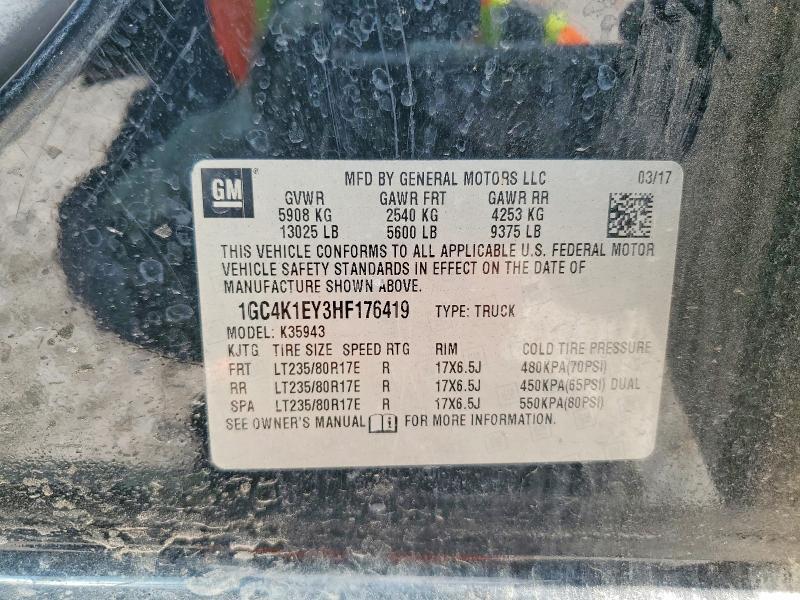 GM
MFD BY GENERAL MOTORS LLC 03/17
GVWR GAWR FRT GAWR RR
5908 KG 2540 KG 4253 KG
13025 LB 5600 LB 9375 LB
THIS VEHICLE CONFORMS TO ALL APPLICABLE U.S. FEDERAL MOTOR
VEHICLE SAFETY STANDARDS IN EFFECT ON THE DATE OF
MANUFACTURE SHOWN ABOVE.
1GC4K1EY3HF176419 TYPE: TRUCK
MODEL: K35943
KJTG TIRE SIZE SPEED RTG RIM COLD TIRE PRESSURE
FRT LT235/80R17E R 17X6.5J 480KPA(70PSI)
RR LT235/80R17E R 17X6.5J 450KPA(65PSI) DUAL
SPA LT235/80R17E R 17X6.5J 550KPA(80PSI)
SEE OWNER'S MANUAL FOR MORE INFORMATION.